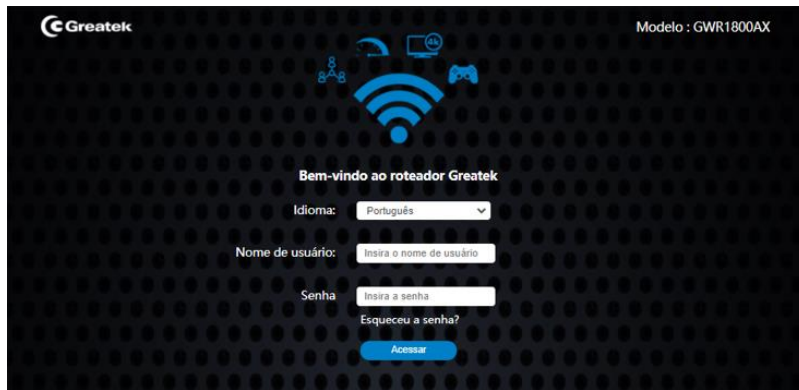 Greatek
Modelo : GWR1800AX
4k
Bem-vindo ao roteador Greatek
Idioma:
Português
Nome de usuário:
Insira o nome de usuário
Senha
Insira a senha
Esqueceu a senha?
Acessar